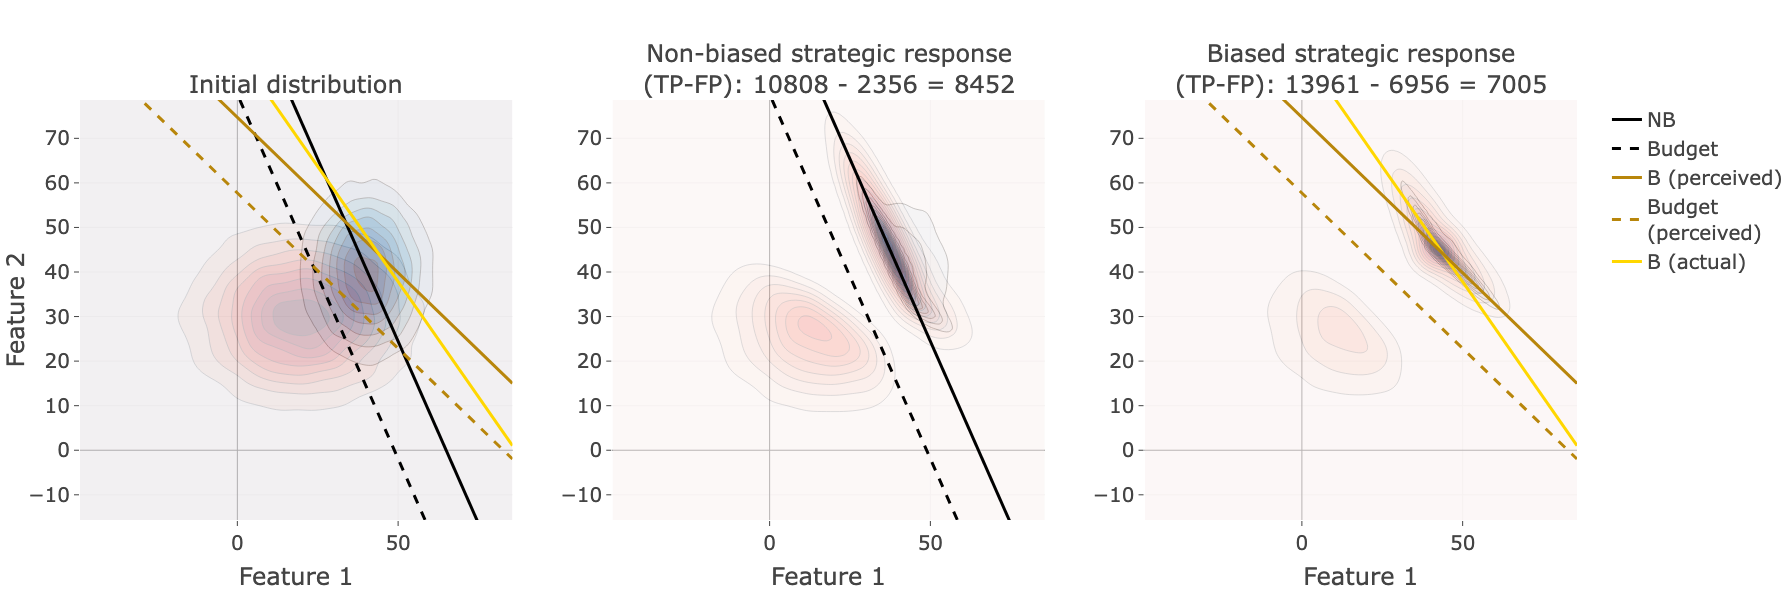 Initial distribution
Non-biased strategic response
(TP-FP): 10808 - 2356 = 8452
Biased strategic response
(TP-FP): 13961 - 6956 = 7005
Feature 2
70
60
50
40
30
20
10
0
−10
0
50
Feature 1
70
60
50
40
30
20
10
0
−10
0
50
Feature 1
70
60
50
40
30
20
10
0
−10
0
50
Feature 1
NB
Budget
B (perceived)
Budget
(perceived)
B (actual)